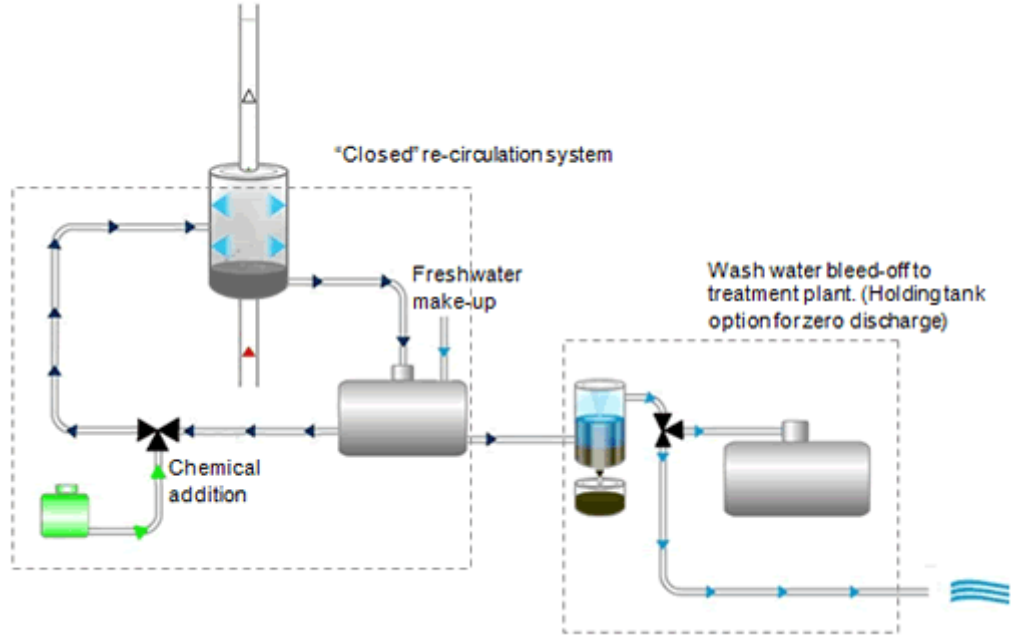 "Closed" re-circulation system
Freshwater
make-up
Wash water bleed-off to
treatment plant. (Holding tank
option for zero discharge)
Chemical
addition